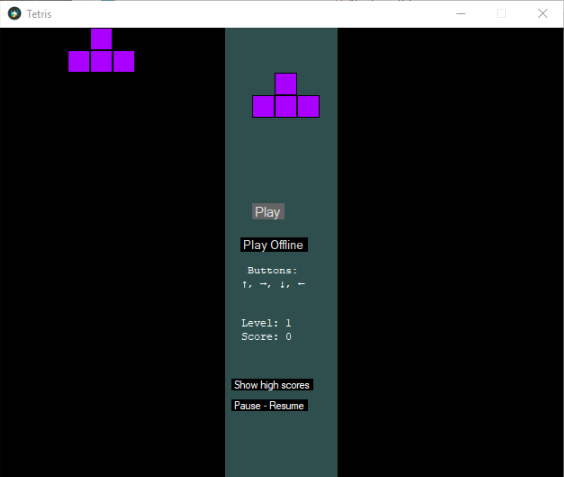 Tetris
Play
Play Offline
Buttons:
↑, →, ↓, ←
Level: 1
Score: 0
Show high scores
Pause - Resume